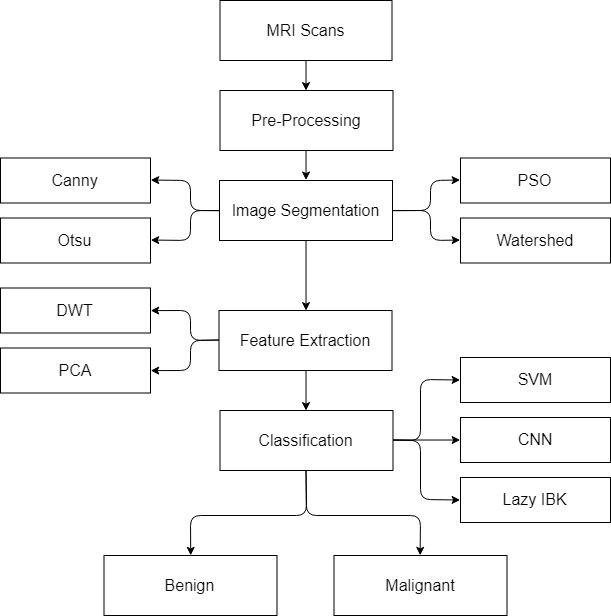 MRI Scans
Pre-Processing
Canny
PSO
Image Segmentation
Otsu
Watershed
DWT
Feature Extraction
PCA
SVM
Classification
CNN
Lazy IBK
Benign
Malignant